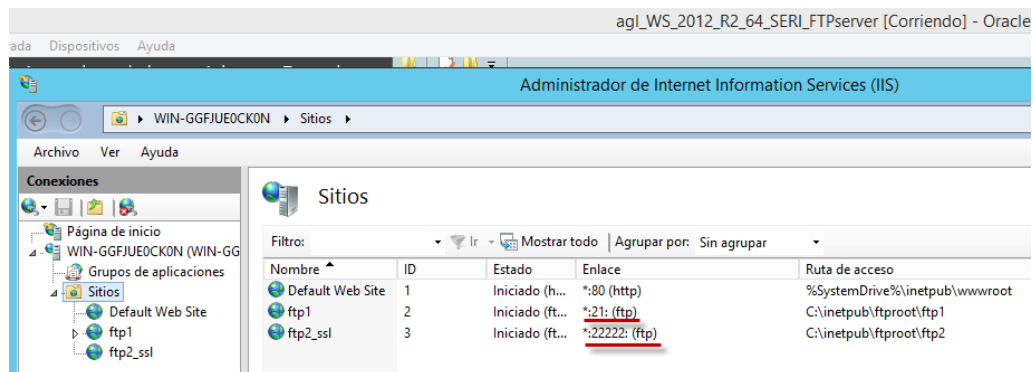 agl_WS_2012_R2_64_SERI_FTPserver [Corriendo] - Oracle
Dispositivos Ayuda
Administrador de Internet Information Services (IIS)
WIN-GGFJUE0CK0N Sitios
Archivo Ver Ayuda
Conexiones
Página de inicio
WIN-GGFJUE0CK0N (WIN-GG
Grupos de aplicaciones
Sitios
Default Web Site
ftp1
ftp2_ssl
Sitios
Filtro: Ir Mostrar todo Agrupar por: Sin agrupar
Nombre ID Estado Enlace Ruta de acceso
Default Web Site 1 Iniciado (h... *:80 (http) %SystemDrive%\inetpub\wwwroot
ftp1 2 Iniciado (ft... *:21: (ftp) C:\inetpub\ftproot\ftp1
ftp2_ssl 3 Iniciado (ft... *:22222: (ftp) C:\inetpub\ftproot\ftp2